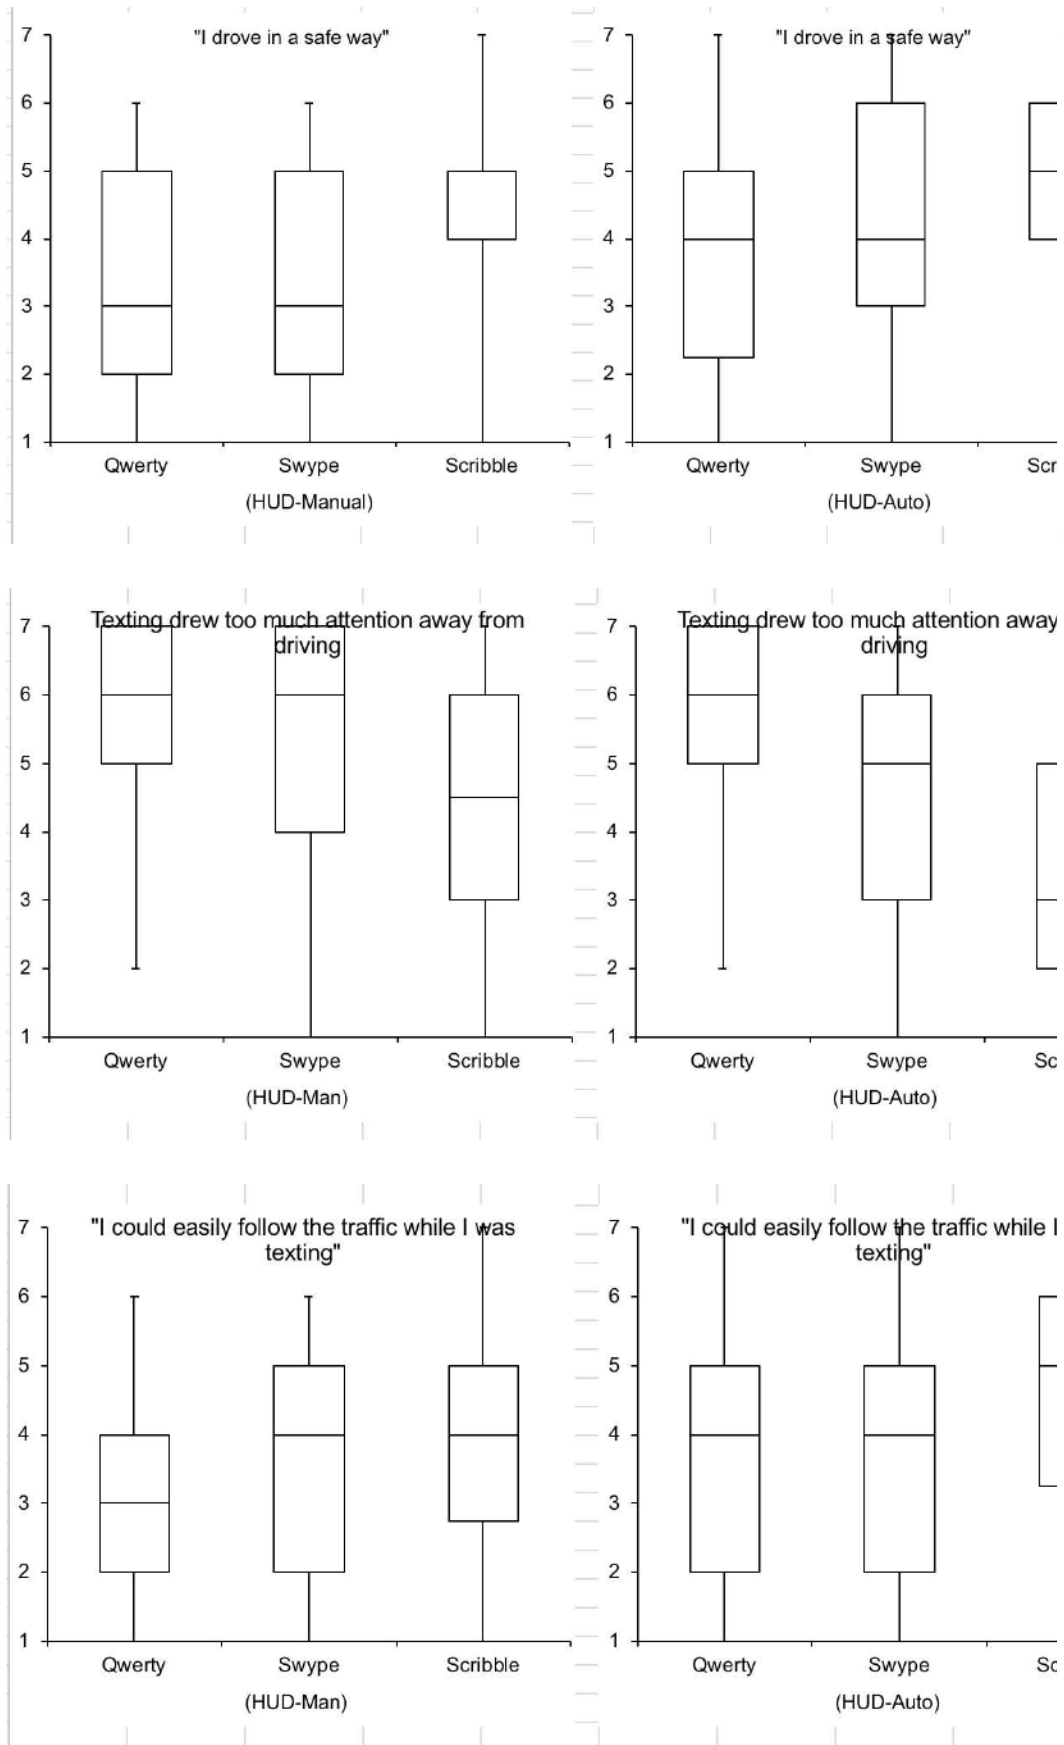 "I drove in a safe way"
7
6
5
4
3
2
1
Qwerty Swype Scribble
(HUD-Manual)
"I drove in a safe way"
7
6
5
4
3
2
1
Qwerty Swype Scr
(HUD-Auto)
Texting drew too much attention away from
driving
7
6
5
4
3
2
1
Qwerty Swype Scribble
(HUD-Man)
Texting drew too much attention away
driving
7
6
5
4
3
2
1
Qwerty Swype Sc
(HUD-Auto)
"I could easily follow the traffic while I was
texting"
7
6
5
4
3
2
1
Qwerty Swype Scribble
(HUD-Man)
"I could easily follow the traffic while I
texting"
7
6
5
4
3
2
1
Qwerty Swype Sc
(HUD-Auto)